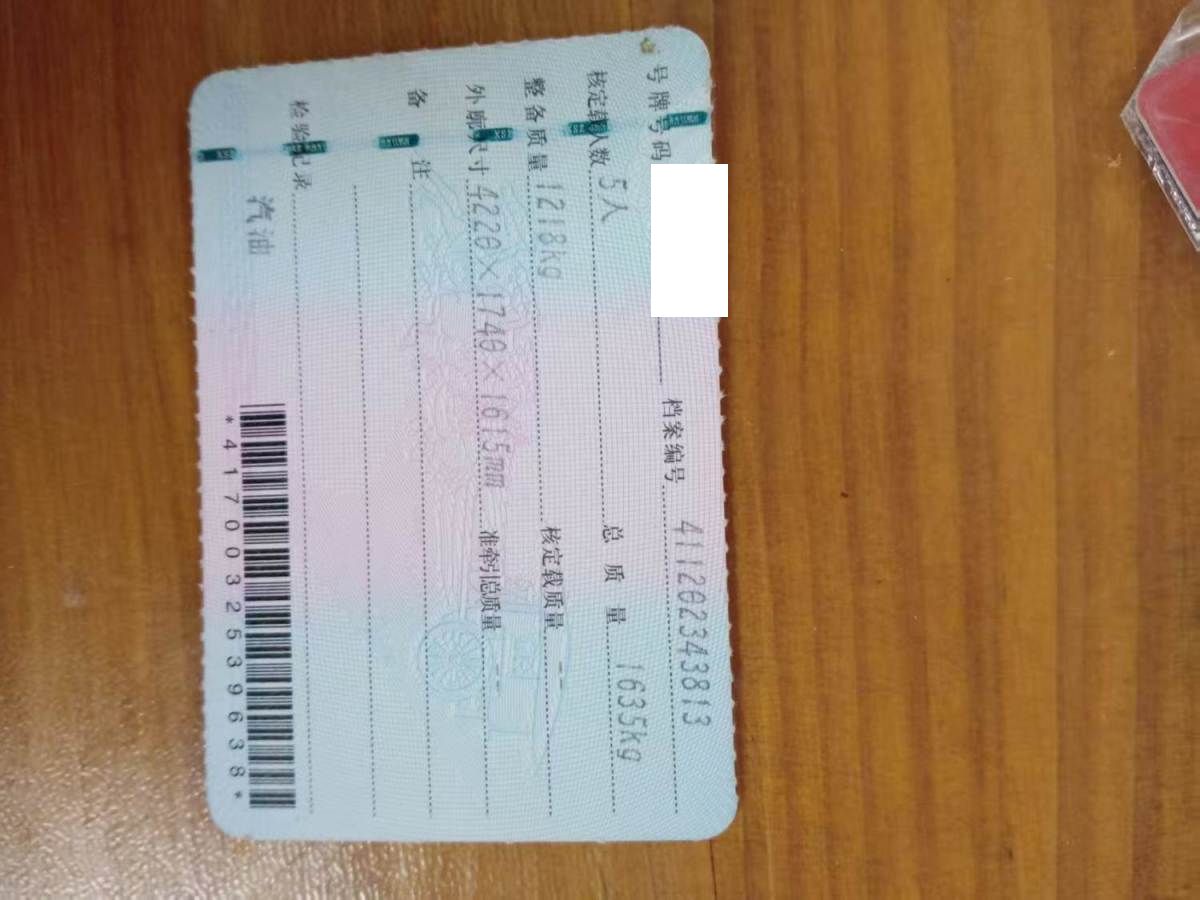 号牌号码 档案编号 411202343813
核定载人数 5人 总质量 1635kg
整备质量 1218kg 核定载质量 --
外廓尺寸 4220×1740×1615mm 准牵引总质量 --
备注
检验记录
汽油
*4170032539638*